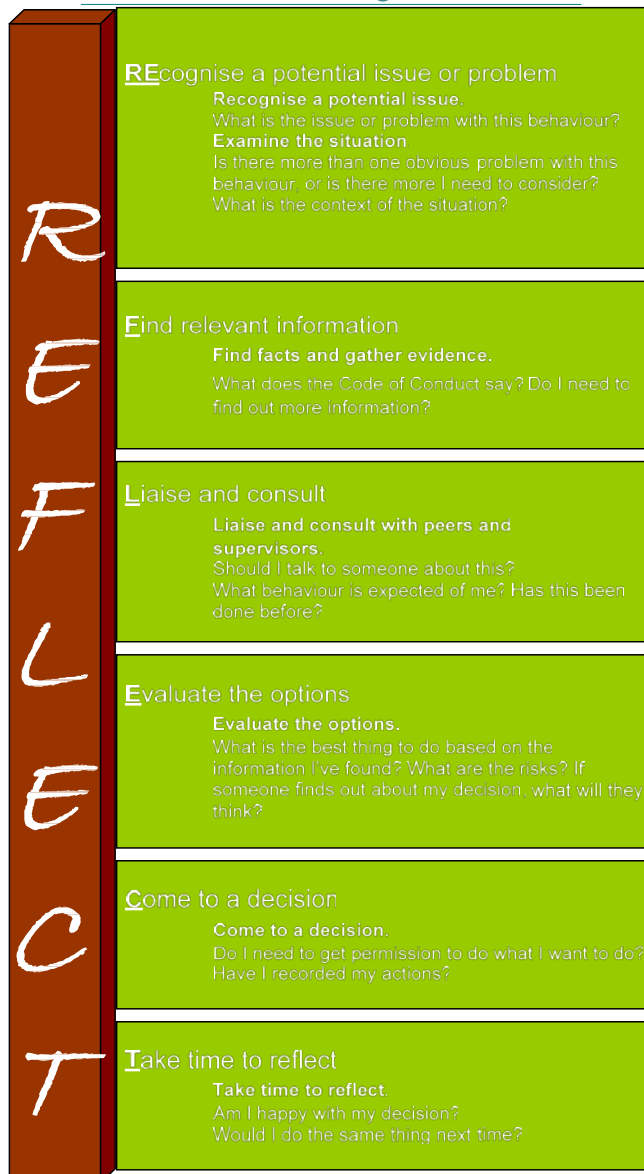 REcognise a potential issue or problem
Recognise a potential issue.
What is the issue or problem with this behaviour?
Examine the situation.
Is there more than one obvious problem with this
behaviour, or is there more I need to consider?
What is the context of the situation?
Find relevant information
Find facts and gather evidence.
What does the Code of Conduct say? Do I need to
find out more information?
Liaise and consult
Liaise and consult with peers and
supervisors.
Should I talk to someone about this?
What behaviour is expected of me? Has this been
done before?
Evaluate the options
Evaluate the options.
What is the best thing to do based on the
information I've found? What are the risks? If
someone finds out about my decision, what will they
think?
Come to a decision
Come to a decision.
Do I need to get permission to do what I want to do?
Have I recorded my actions?
Take time to reflect
Take time to reflect.
Am I happy with my decision?
Would I do the same thing next time?
R
E
F
L
E
C
T